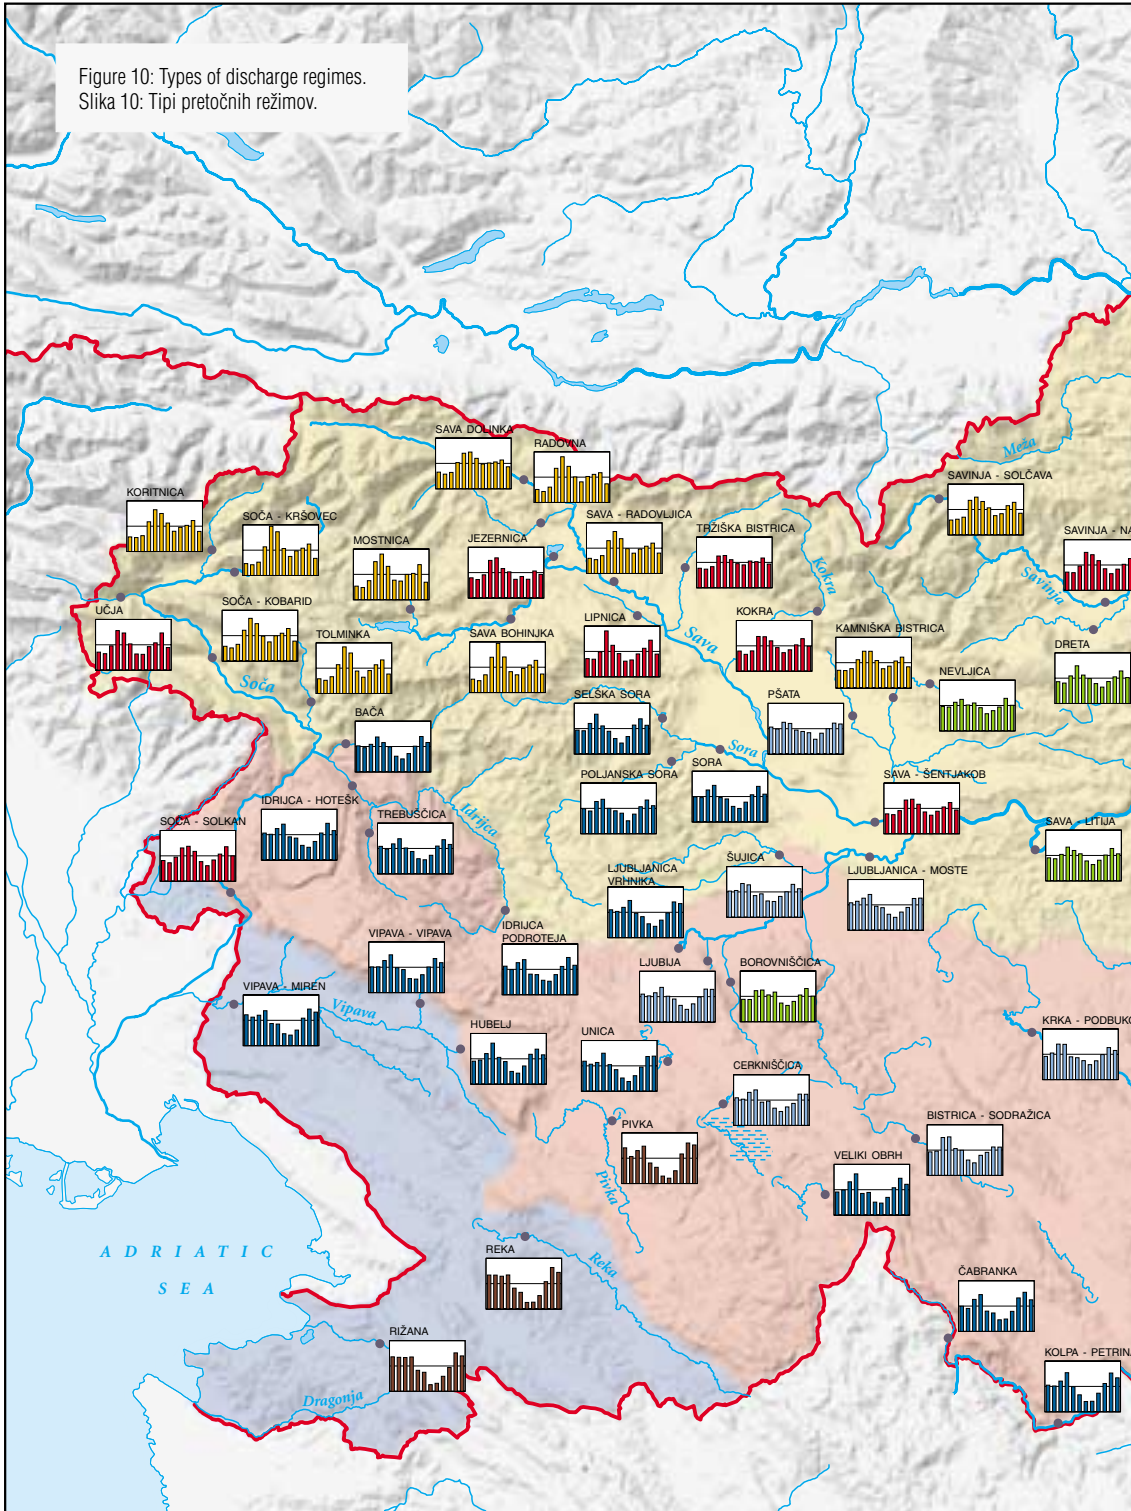 Figure 10: Types of discharge regimes.
Slika 10: Tipi pretočnih režimov.
SAVA DOLINKA
RADOVNA
Meža
SAVINJA - SOLČAVA
KORITNICA
SOČA - KRŠOVEC
MOSTNICA
JEZERNICA
SAVA - RADOVLJICA
TRŽIŠKA BISTRICA
SAVINJA - NA
Kokra
Savinja
UČJA
SOČA - KOBARID
TOLMINKA
SAVA BOHINJKA
LIPNICA
Sava
KOKRA
KAMNIŠKA BISTRICA
DRETA
NEVLJICA
Soča
BAČA
SELŠKA SORA
PŠATA
Sora
POLJANSKA SORA
SORA
SAVA - ŠENTJAKOB
IDRIJCA - HOTEŠK
TREBUŠČICA
Idrijca
SOČA - SOLKAN
SAVA - LITIJA
LJUBLJANICA
VRHNIKA
ŠUJICA
LJUBLJANICA - MOSTE
IDRIJCA
PODROTEJA
VIPAVA - VIPAVA
LJUBIJA
BOROVNIŠČICA
VIPAVA - MIREN
Vipava
HUBELJ
UNICA
KRKA - PODBUKO
CERKNIŠČICA
PIVKA
BISTRICA - SODRAŽICA
Pivka
VELIKI OBRH
ADRIATIC
SEA
REKA
Reka
ČABRANKA
RIŽANA
KOLPA - PETRINA
Dragonja